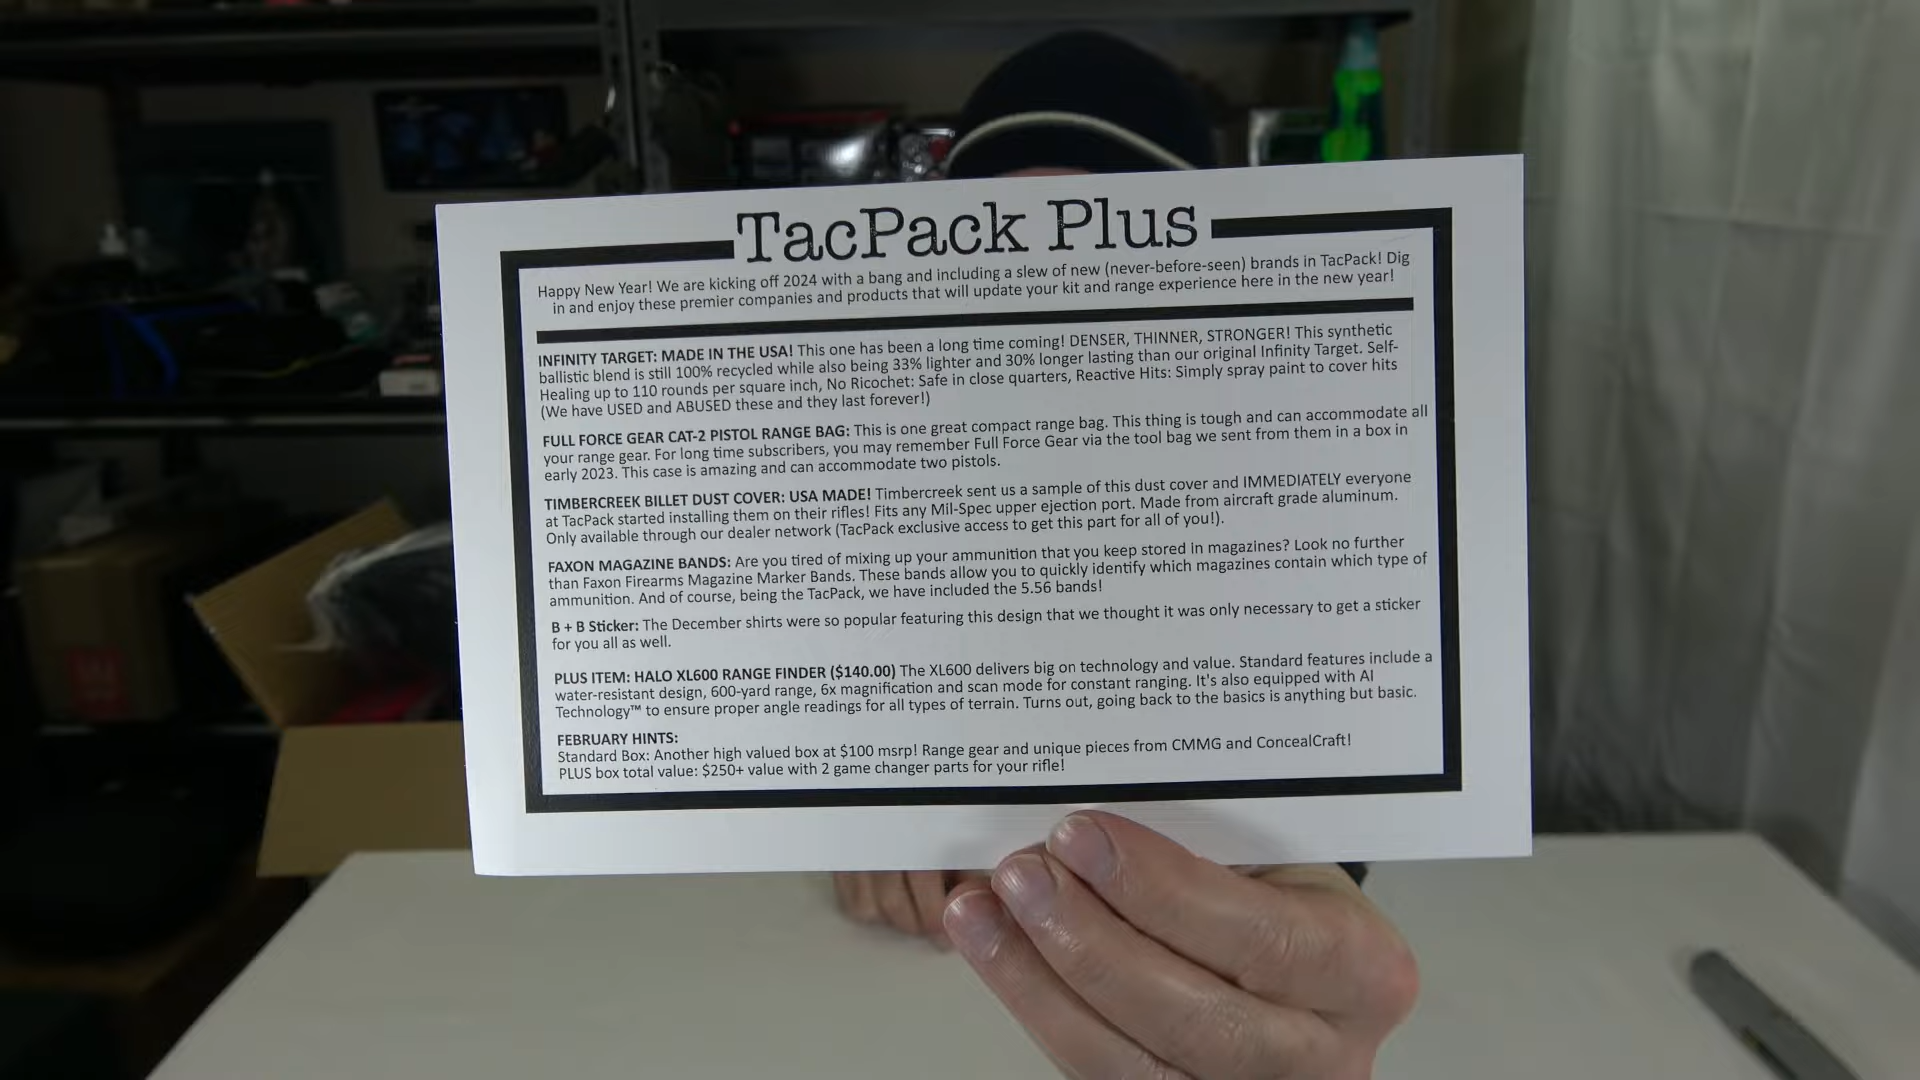 TacPack Plus
Happy New Year! We are kicking off 2024 with a bang and including a slew of new (never-before-seen) brands in TacPack! Dig
in and enjoy these premier companies and products that will update your kit and range experience here in the new year!
INFINITY TARGET: MADE IN THE USA! This one has been a long time coming! DENSER, THINNER, STRONGER! This synthetic
ballistic blend is still 100% recycled while also being 33% lighter and 30% longer lasting than our original Infinity Target. Self-
Healing up to 110 rounds per square inch, No Ricochet: Safe in close quarters, Reactive Hits: Simply spray paint to cover hits
(We have USED and ABUSED these and they last forever!)
FULL FORCE GEAR CAT-2 PISTOL RANGE BAG: This is one great compact range bag. This thing is tough and can accommodate all
your range gear. For long time subscribers, you may remember Full Force Gear via the tool bag we sent from them in a box in
early 2023. This case is amazing and can accommodate two pistols.
TIMBERCREEK BILLET DUST COVER: USA MADE! Timbercreek sent us a sample of this dust cover and IMMEDIATELY everyone
at TacPack started installing them on their rifles! Fits any Mil-Spec upper ejection port. Made from aircraft grade aluminum.
Only available through our dealer network (TacPack exclusive access to get this part for all of you!).
FAXON MAGAZINE BANDS: Are you tired of mixing up your ammunition that you keep stored in magazines? Look no further
than Faxon Firearms Magazine Marker Bands. These bands allow you to quickly identify which magazines contain which type of
ammunition. And of course, being the TacPack, we have included the 5.56 bands!
B + B Sticker: The December shirts were so popular featuring this design that we thought it was only necessary to get a sticker
for you all as well.
PLUS ITEM: HALO XL600 RANGE FINDER ($140.00) The XL600 delivers big on technology and value. Standard features include a
water-resistant design, 600-yard range, 6x magnification and scan mode for constant ranging. It's also equipped with AI
Technology™ to ensure proper angle readings for all types of terrain. Turns out, going back to the basics is anything but basic.
FEBRUARY HINTS:
Standard Box: Another high valued box at $100 msrp! Range gear and unique pieces from CMMG and ConcealCraft!
PLUS box total value: $250+ value with 2 game changer parts for your rifle!